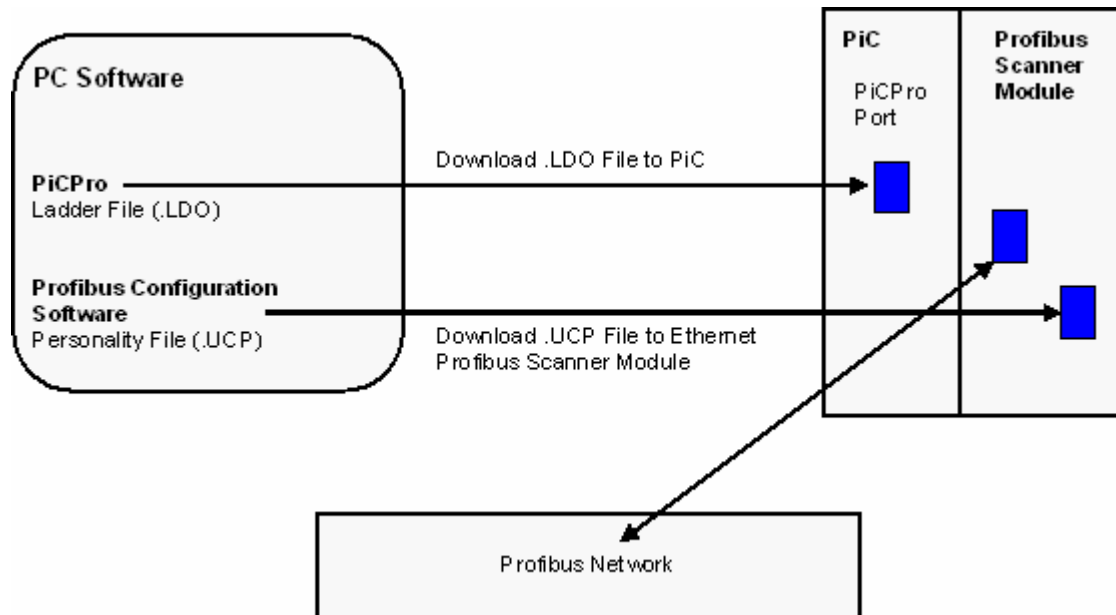 PC Software
PiCPro
Ladder File (.LDO)
Profibus Configuration
Software
Personality File (.UCP)
Download .LDO File to PiC
Download .UCP File to Ethernet
Profibus Scanner Module
PiC
PiCPro
Port
Profibus
Scanner
Module
Profibus Network